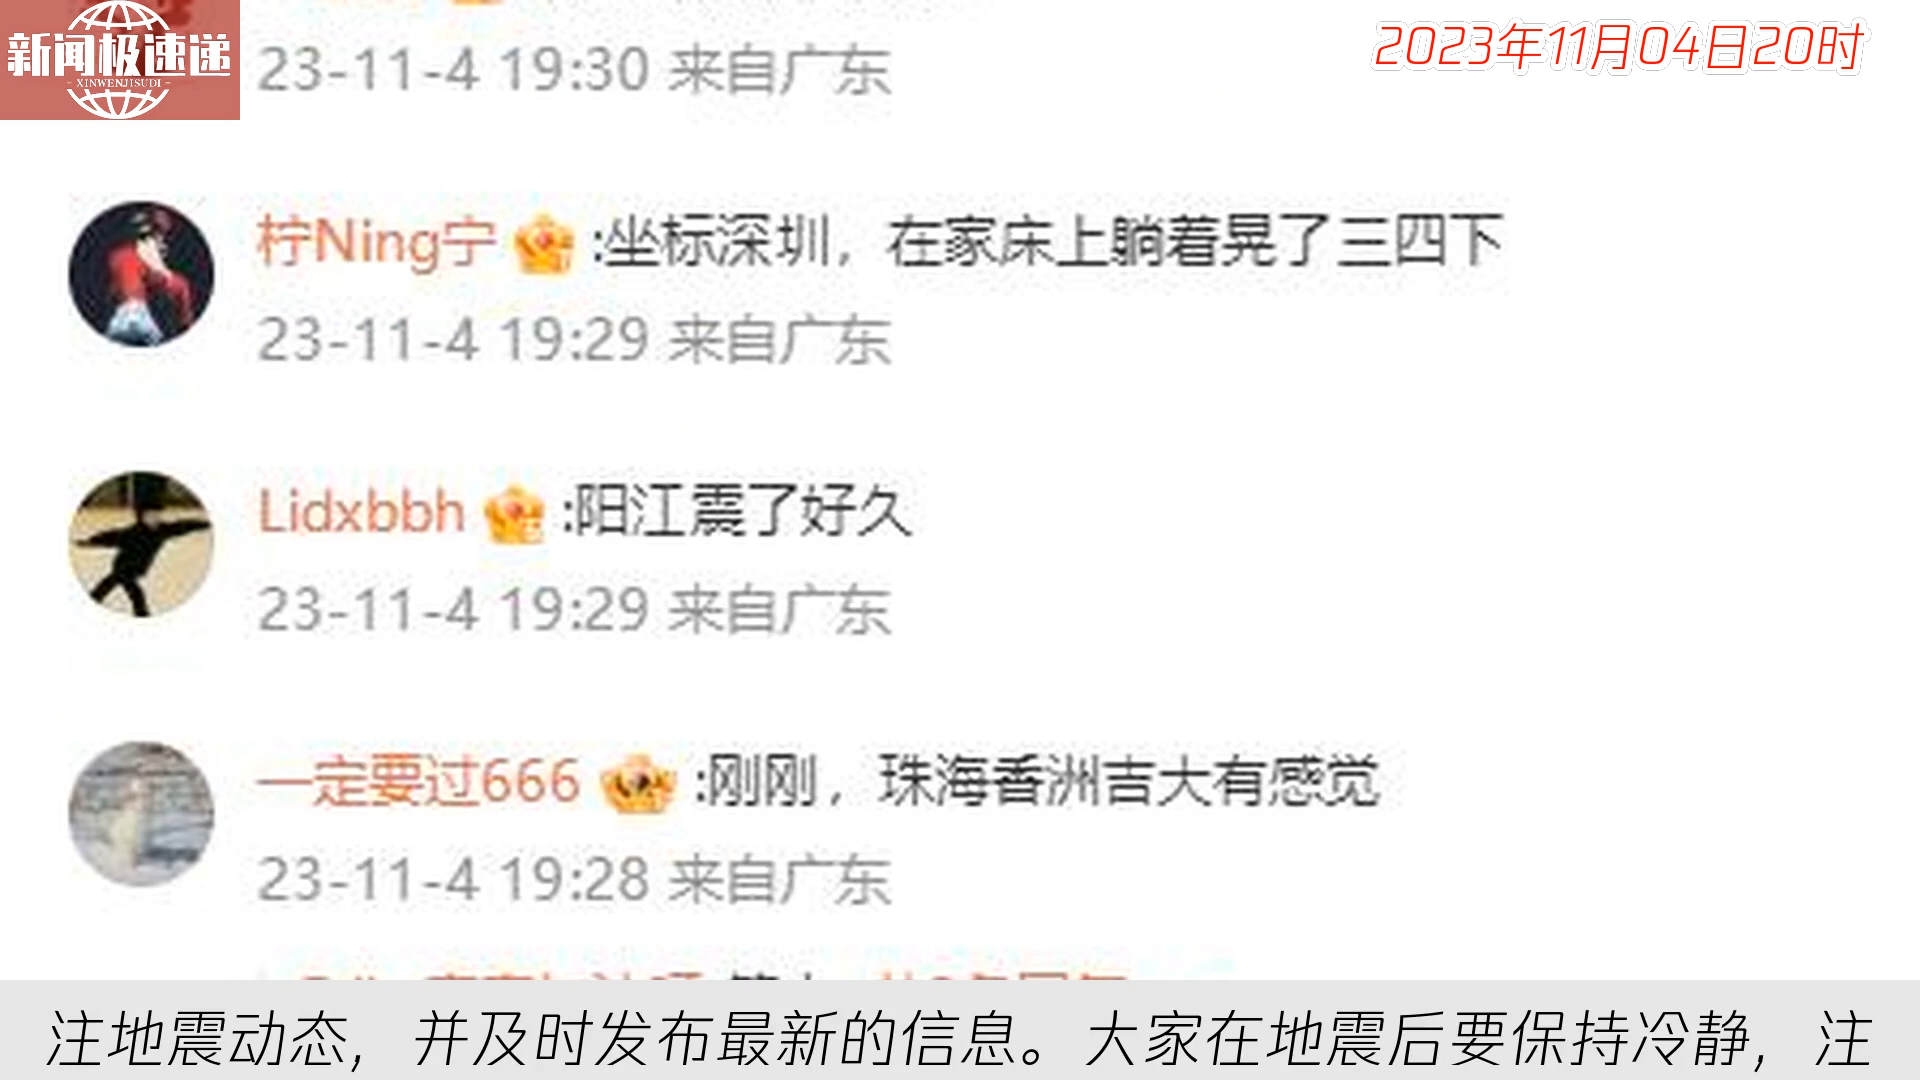 新闻极速递
- XINWENJISUDI -
2023年11月04日20时
23-11-4 19:30 来自广东
柠Ning宁 :坐标深圳，在家床上躺着晃了三四下
23-11-4 19:29 来自广东
Lidxbbh :阳江震了好久
23-11-4 19:29 来自广东
一定要过666 :刚刚，珠海香洲吉大有感觉
23-11-4 19:28 来自广东
注地震动态，并及时发布最新的信息。大家在地震后要保持冷静，注